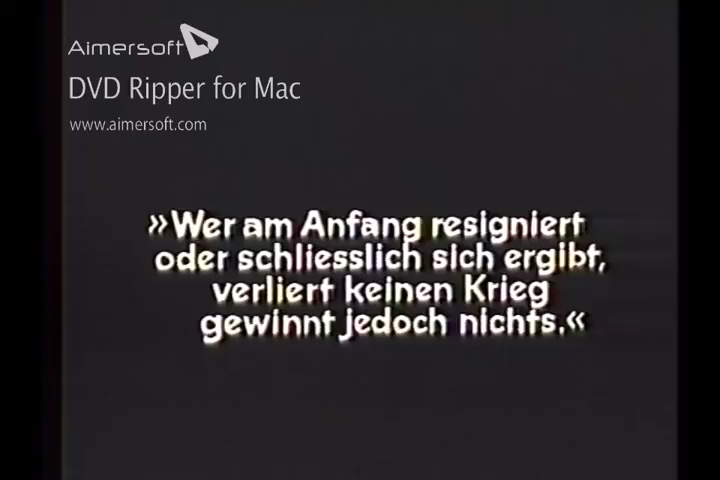 Aimersoft
DVD Ripper for Mac
www.aimersoft.com
»Wer am Anfang resigniert
oder schliesslich sich ergibt,
verliert keinen Krieg
gewinnt jedoch nichts.«